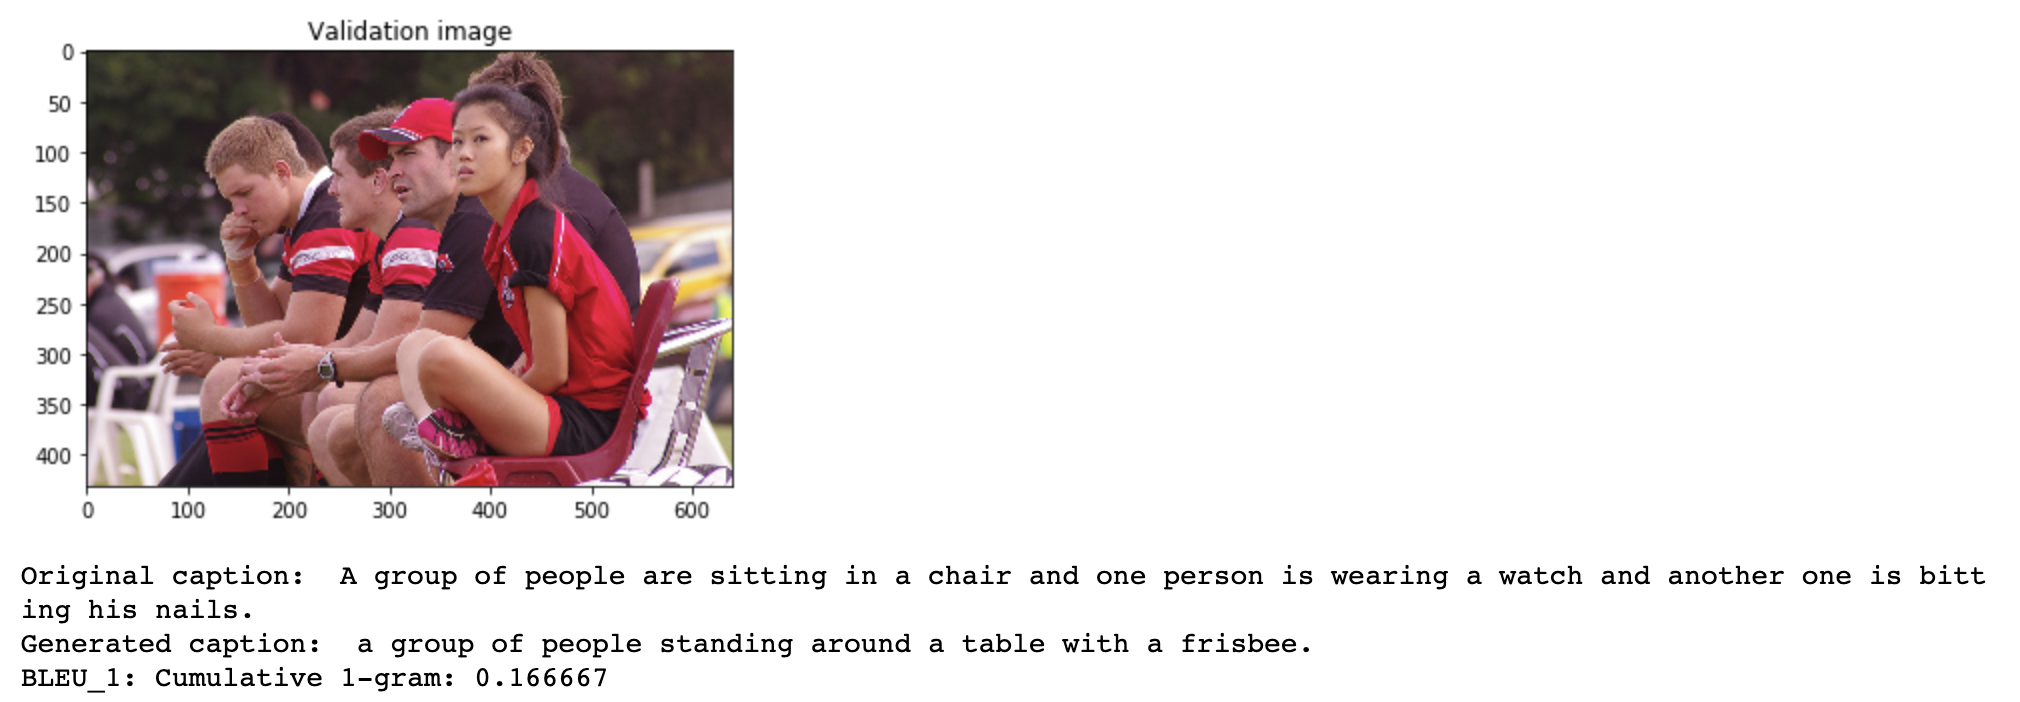 Validation image
0
50
100
150
200
250
300
350
400
0 100 200 300 400 500 600
Original caption:  A group of people are sitting in a chair and one person is wearing a watch and another one is bitt
ing his nails.
Generated caption:  a group of people standing around a table with a frisbee.
BLEU_1: Cumulative 1-gram: 0.166667